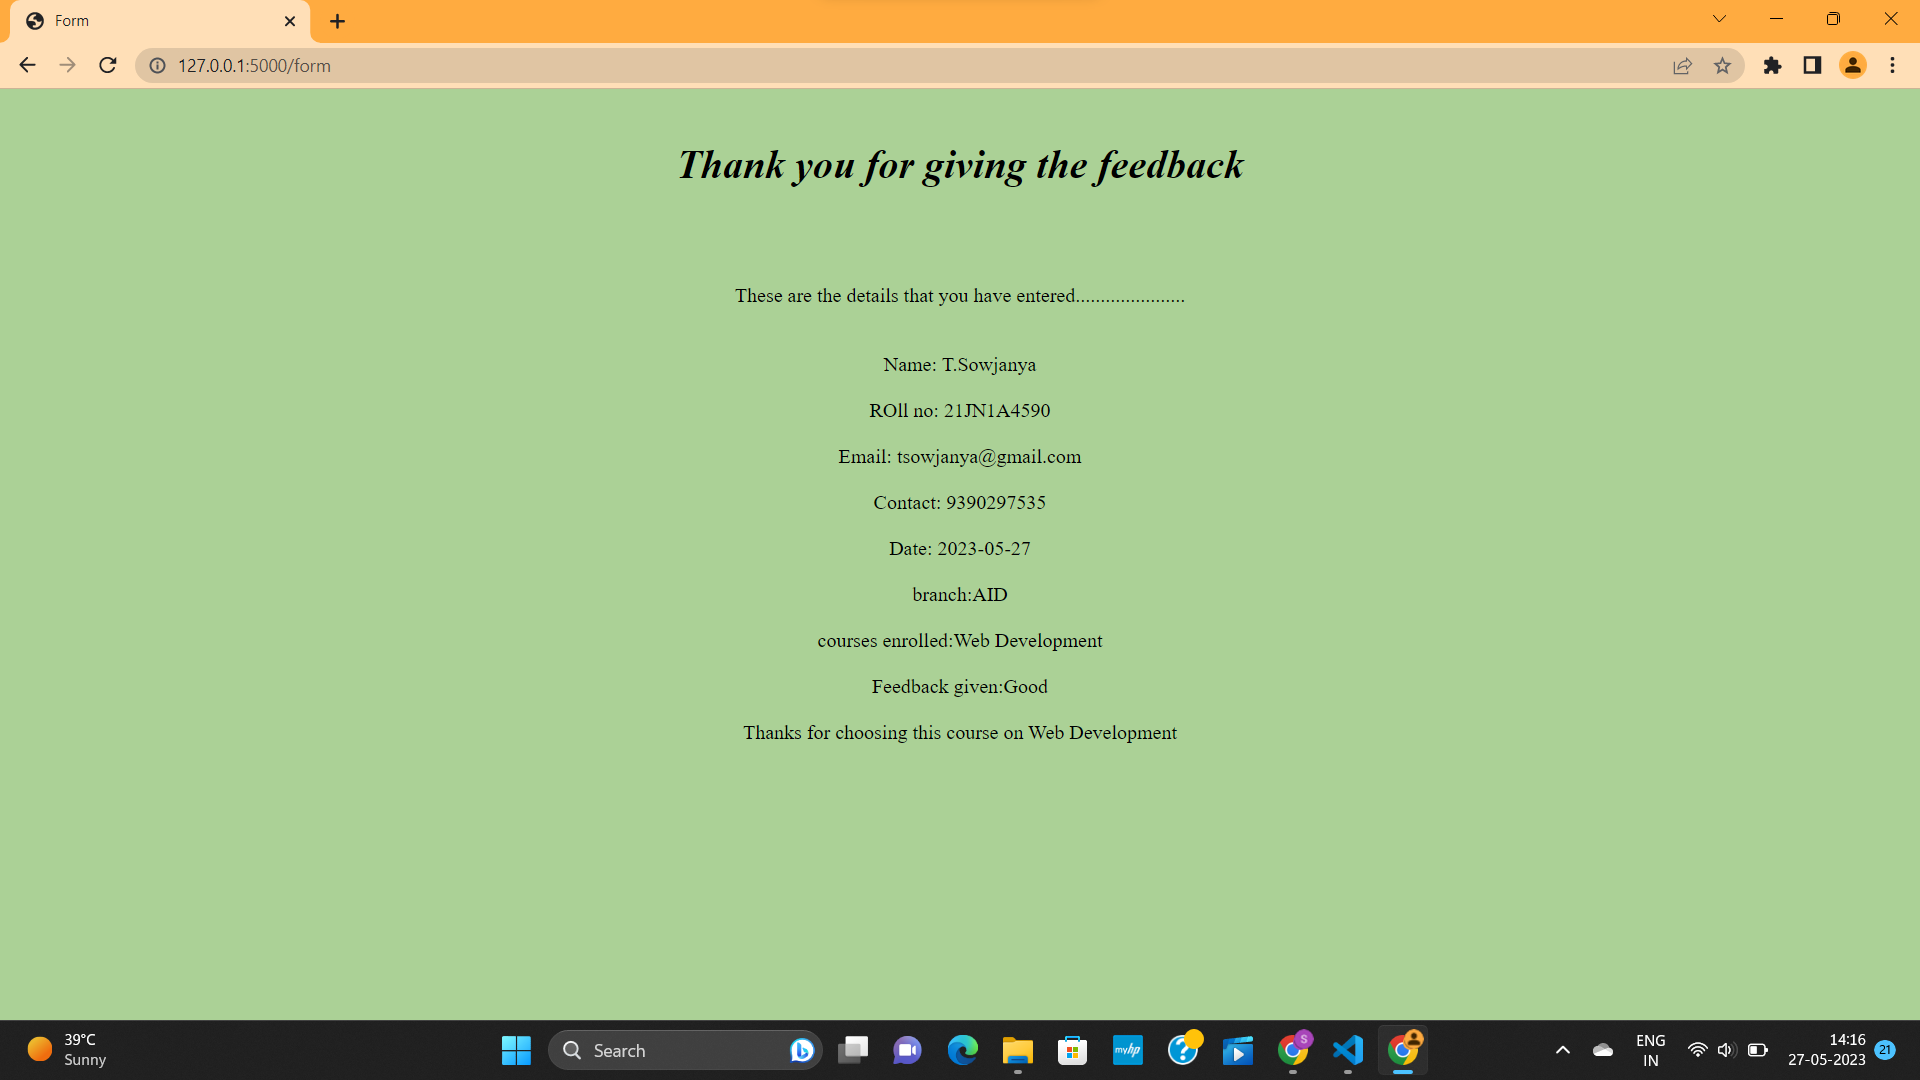 Form
127.0.0.1:5000/form
Thank you for giving the feedback
These are the details that you have entered......................
Name: T.Sowjanya
ROll no: 21JN1A4590
Email: tsowjanya@gmail.com
Contact: 9390297535
Date: 2023-05-27
branch:AID
courses enrolled:Web Development
Feedback given:Good
Thanks for choosing this course on Web Development
39°C
Sunny
Search
myhp
?
S
ENG
IN
14:16
27-05-2023
21